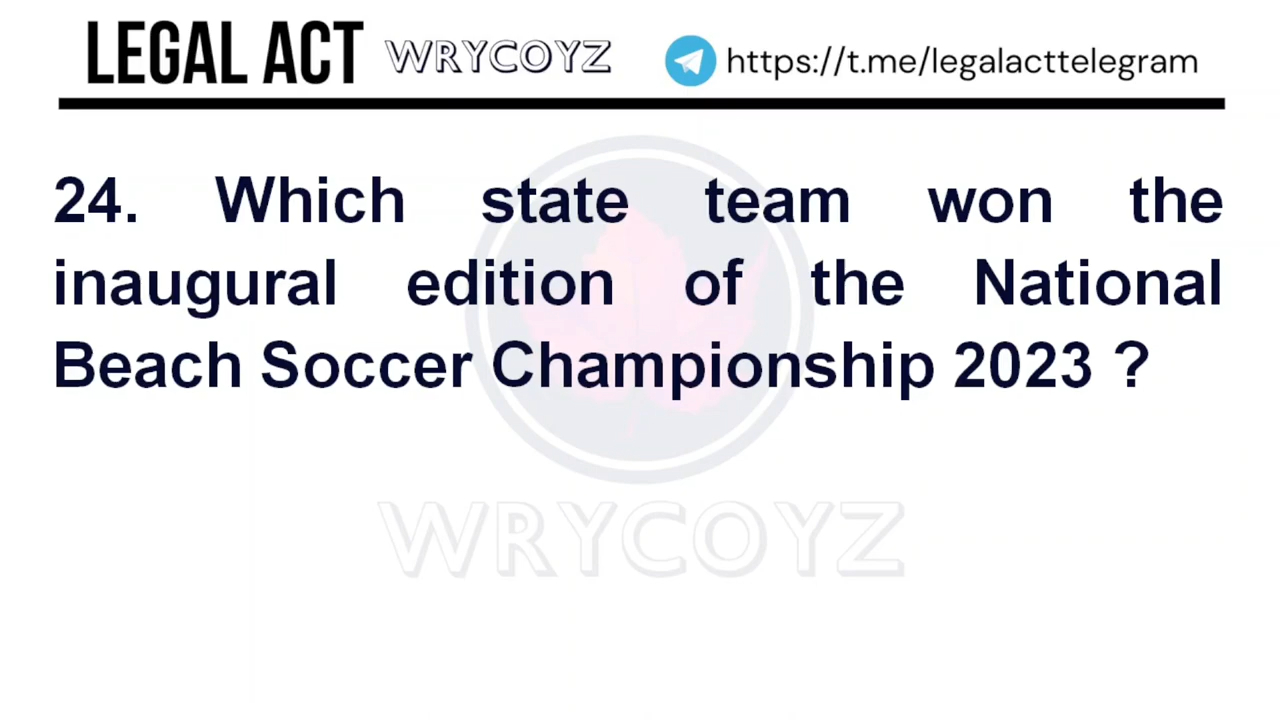 LEGAL ACT WRYCOYZ https://t.me/legalacttelegram
24. Which state team won the
inaugural edition of the National
Beach Soccer Championship 2023 ?
WRYCOYZ